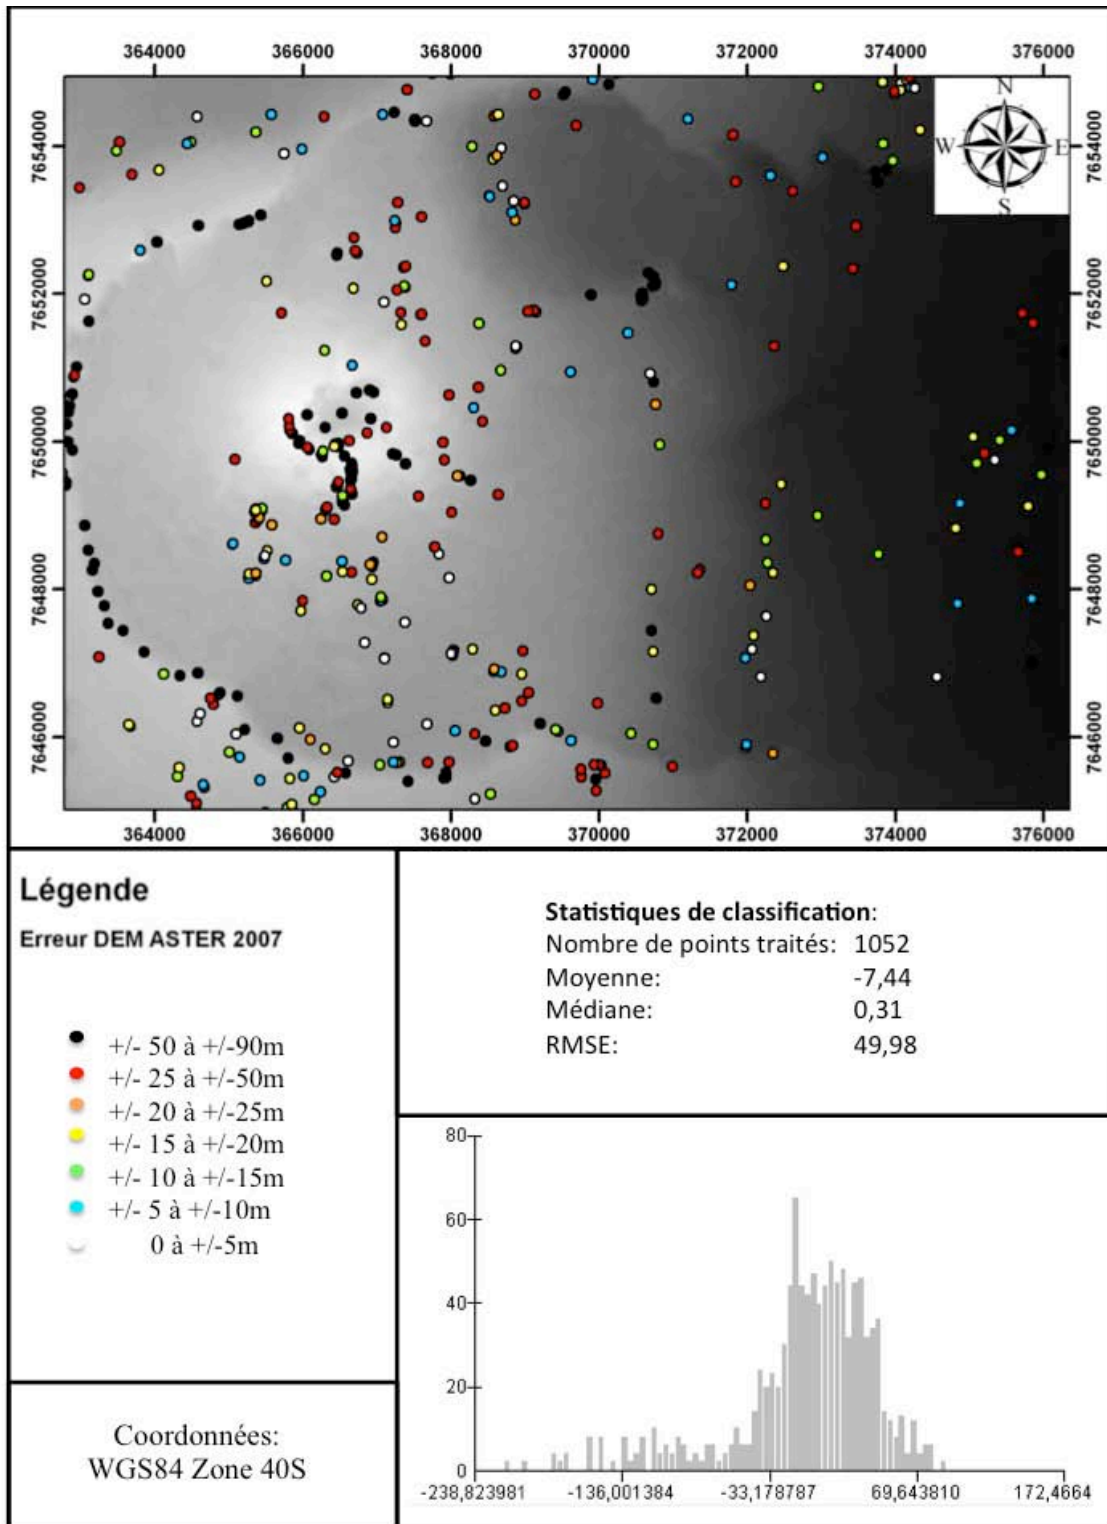 364000 366000 368000 370000 372000 374000 376000
N
W E
S
7654000 7654000
7652000 7652000
7650000 7650000
7648000 7648000
7646000 7646000
364000 366000 368000 370000 372000 374000 376000
Légende
Erreur DEM ASTER 2007
+/- 50 à +/-90m
+/- 25 à +/-50m
+/- 20 à +/-25m
+/- 15 à +/-20m
+/- 10 à +/-15m
+/- 5 à +/-10m
0 à +/-5m
Coordonnées:
WGS84 Zone 40S
Statistiques de classification:
Nombre de points traités: 1052
Moyenne: -7,44
Médiane: 0,31
RMSE: 49,98
80
60
40
20
0
-238,823981 -136,001384 -33,178787 69,643810 172,4664